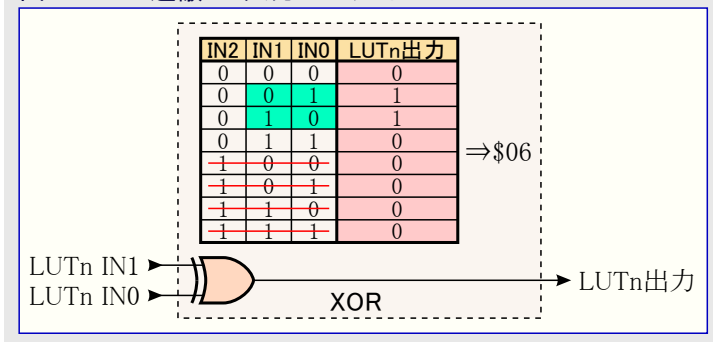 IN2 IN1 IN0 LUTn出力
0 0 0 0
0 0 1 1
0 1 0 1
0 1 1 0
1 0 0 0
1 0 1 0
1 1 0 0
1 1 1 0
⇒$06
LUTn IN1
LUTn IN0
XOR
LUTn出力